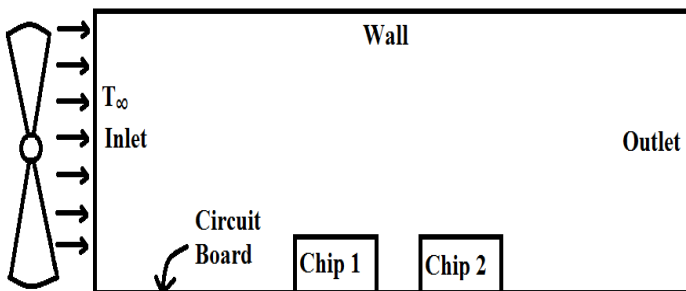 Wall
T∞
Inlet
Outlet
Circuit
Board
Chip 1
Chip 2